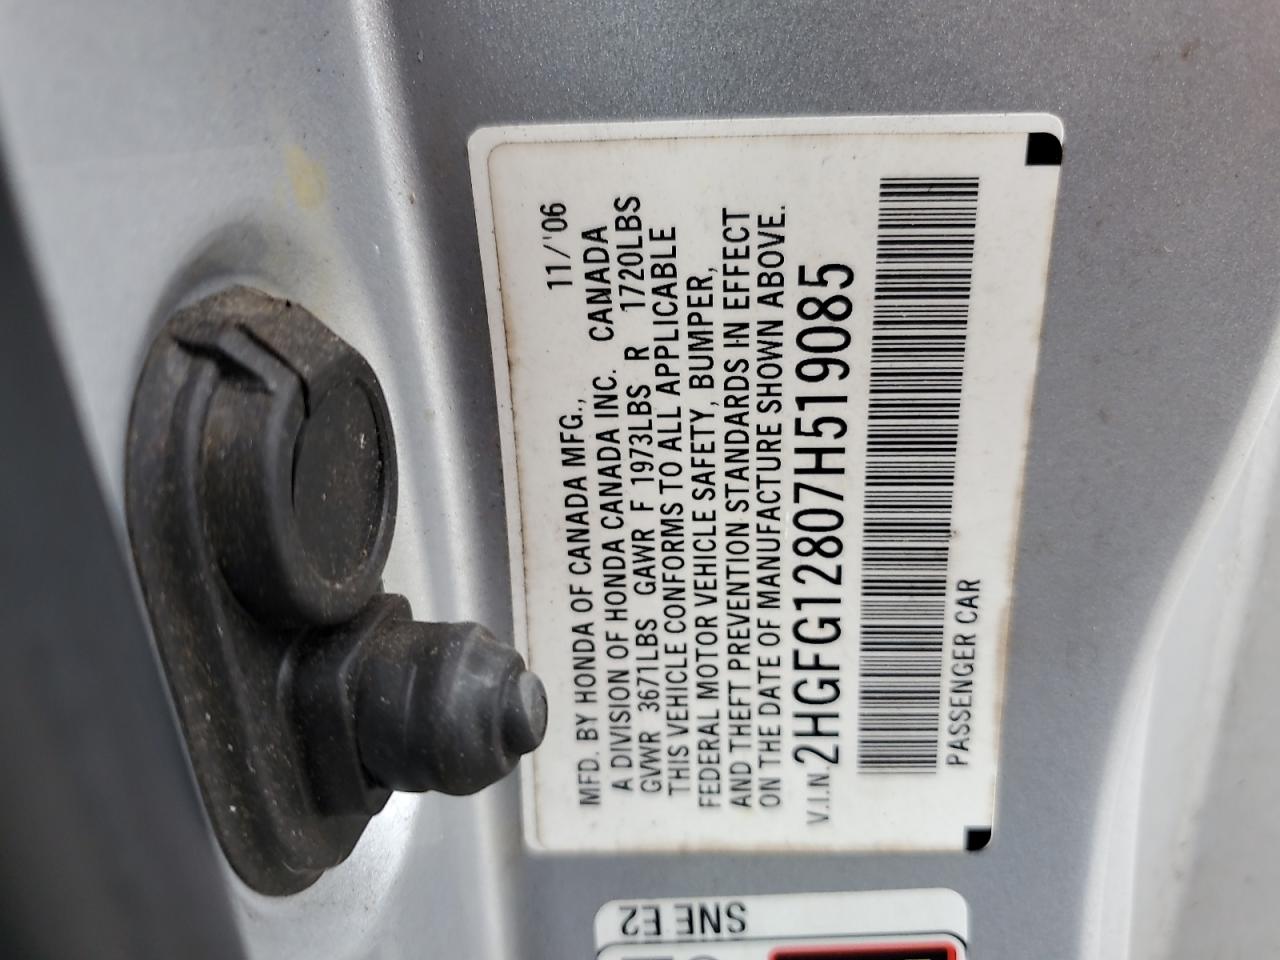 MFD. BY HONDA OF CANADA MFG., 11/'06
A DIVISION OF HONDA CANADA INC. CANADA
GVWR 3671LBS GAWR F 1973LBS R 1720LBS
THIS VEHICLE CONFORMS TO ALL APPLICABLE
FEDERAL MOTOR VEHICLE SAFETY, BUMPER,
AND THEFT PREVENTION STANDARDS IN EFFECT
ON THE DATE OF MANUFACTURE SHOWN ABOVE.
V.I.N. 2HGFG12807H519085
PASSENGER CAR
SNE E2